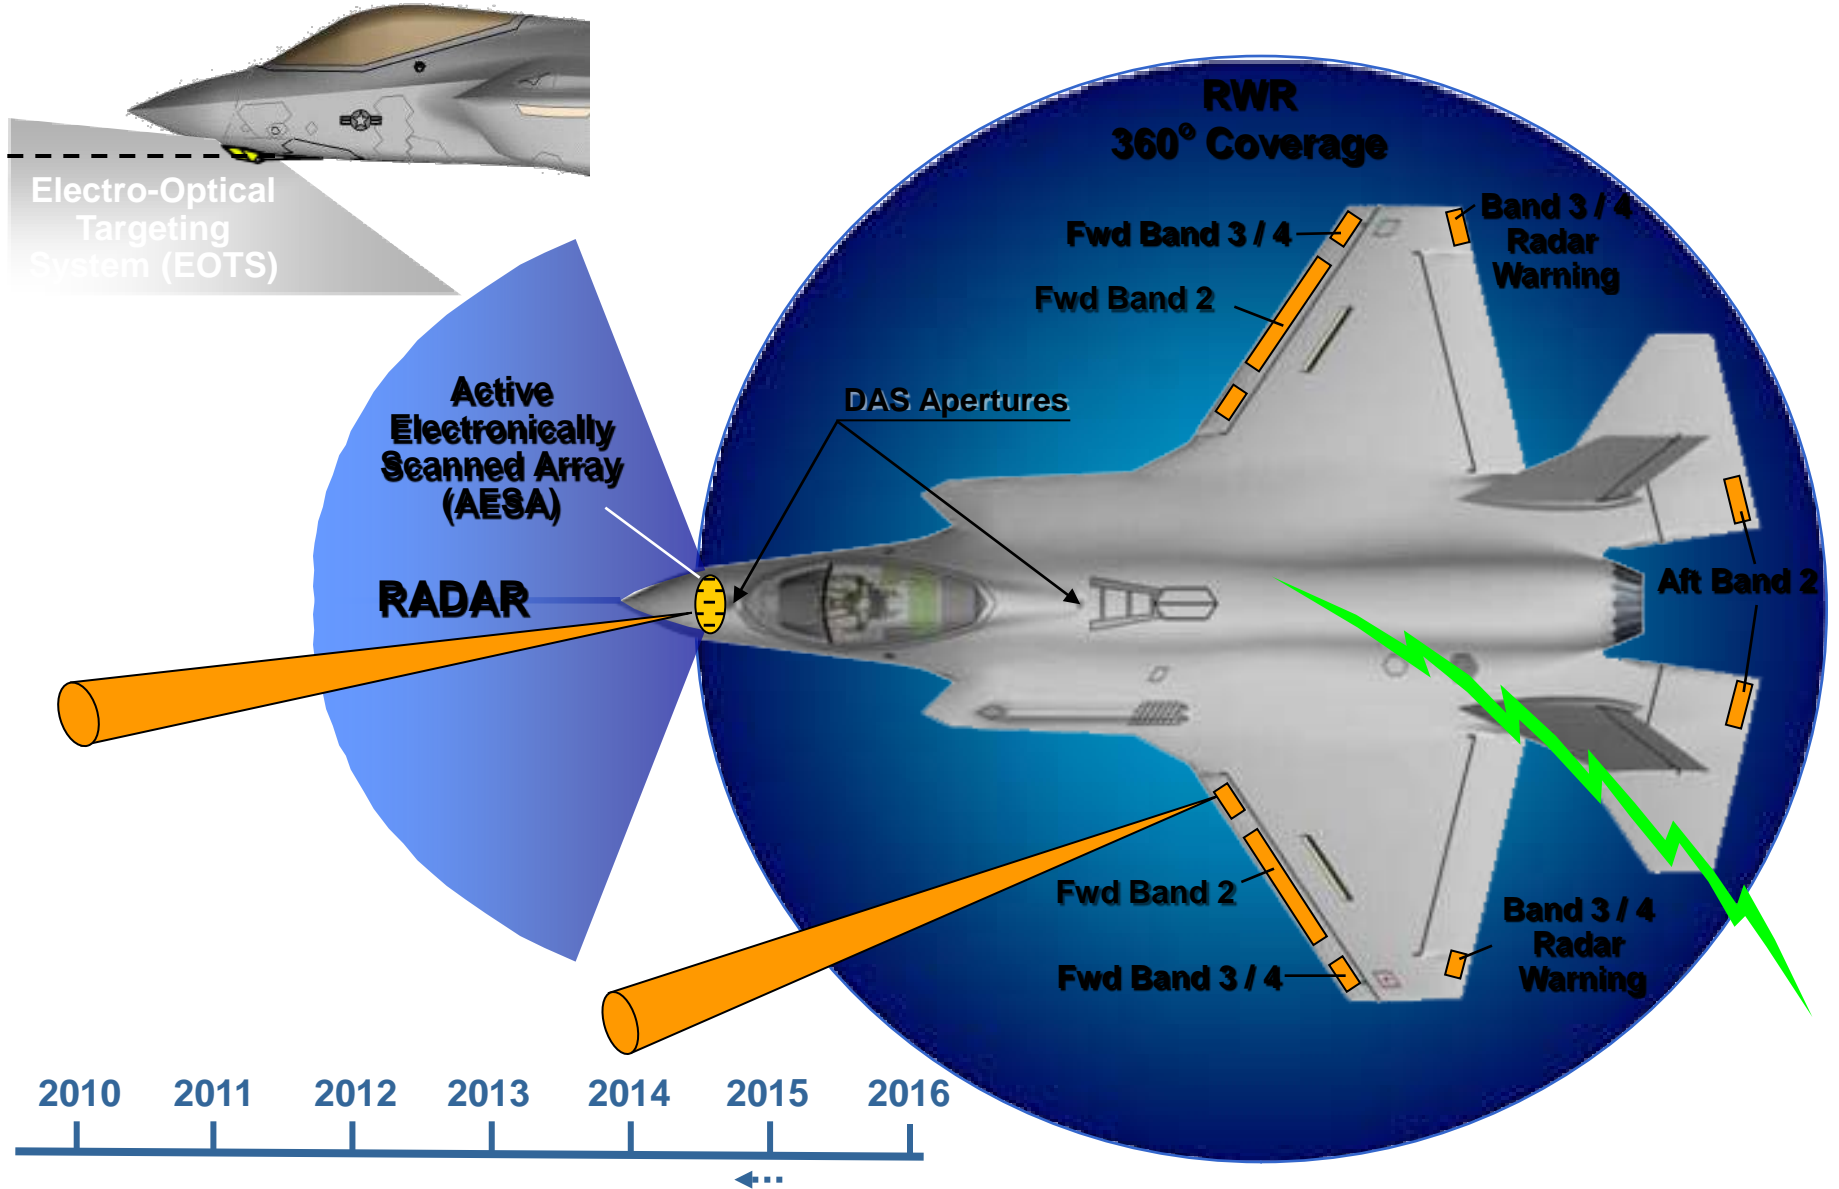 RWR
360° Coverage
Electro-Optical
Targeting
System (EOTS)
Fwd Band 3 / 4
Band 3 / 4
Radar
Warning
Fwd Band 2
Active
Electronically
Scanned Array
(AESA)
DAS Apertures
RADAR
Aft Band 2
Fwd Band 2
Fwd Band 3 / 4
Band 3 / 4
Radar
Warning
2010 2011 2012 2013 2014 2015 2016